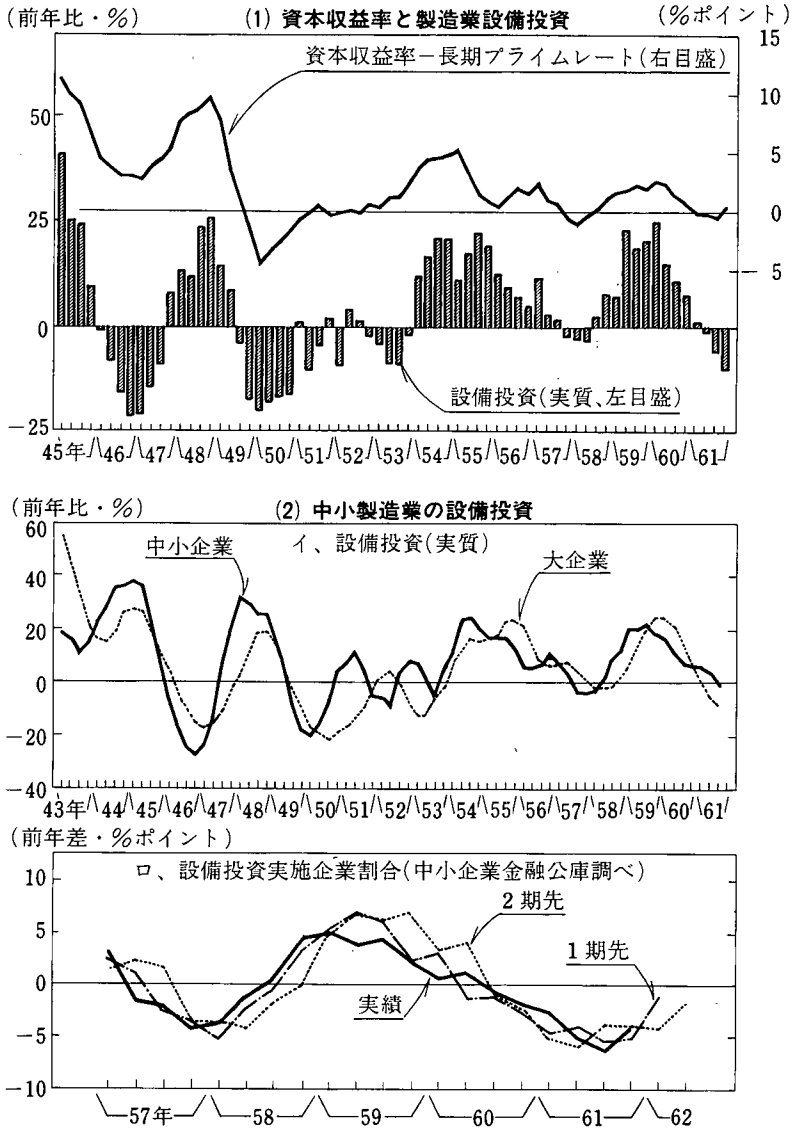 (前年比・%) (1) 資本収益率と製造業設備投資 (%ポイント)
15
資本収益率-長期プライムレート(右目盛)
50
10
5
25
0
-5
0
設備投資(実質、左目盛)
-25
45年 46 47 48 49 50 51 52 53 54 55 56 57 58 59 60 61
(前年比・%) (2) 中小製造業の設備投資
60
中小企業 イ、設備投資(実質) 大企業
40
20
0
-20
-40
43年 44 45 46 47 48 49 50 51 52 53 54 55 56 57 58 59 60 61
(前年差・%ポイント)
ロ、設備投資実施企業割合(中小企業金融公庫調べ)
10
2期先
5
1期先
0
実績
-5
-10
57年 58 59 60 61 62